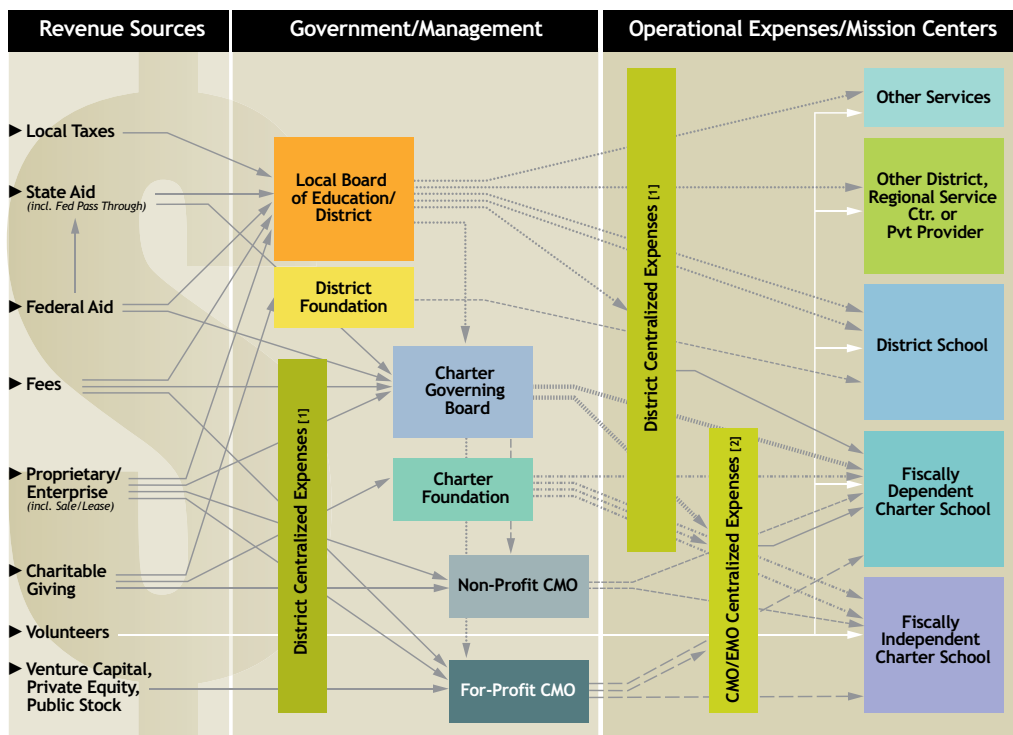 Revenue Sources
Government/Management
Operational Expenses/Mission Centers
Local Taxes
State Aid
(incl. Fed Pass Through)
Federal Aid
Fees
Proprietary/
Enterprise
(incl. Sale/Lease)
Charitable
Giving
Volunteers
Venture Capital,
Private Equity,
Public Stock
Local Board
of Education/
District
District
Foundation
District Centralized Expenses [1]
Charter
Governing
Board
Charter
Foundation
Non-Profit CMO
For-Profit CMO
District Centralized Expenses [1]
CMO/EMO Centralized Expenses [2]
Other Services
Other District,
Regional Service
Ctr. or
Pvt Provider
District School
Fiscally
Dependent
Charter School
Fiscally
Independent
Charter School